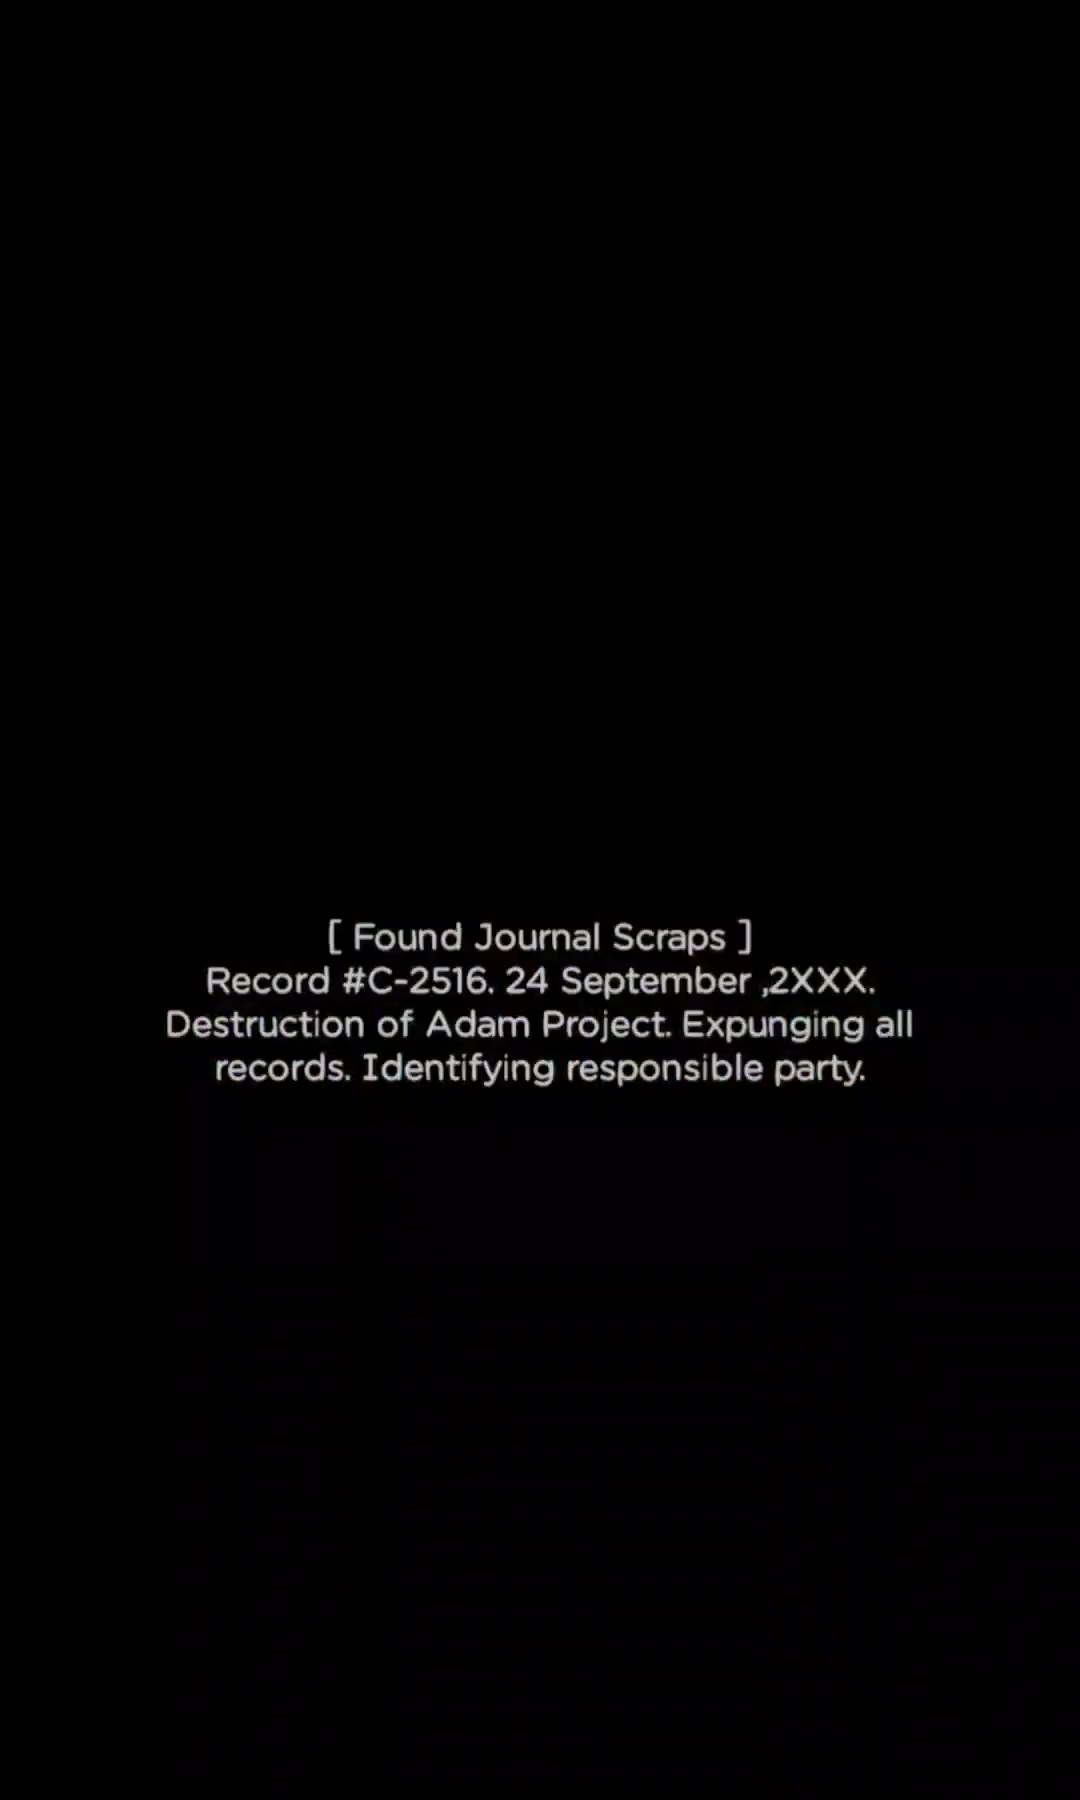 [ Found Journal Scraps ]
Record #C-2516. 24 September ,2XXX.
Destruction of Adam Project. Expunging all
records. Identifying responsible party.